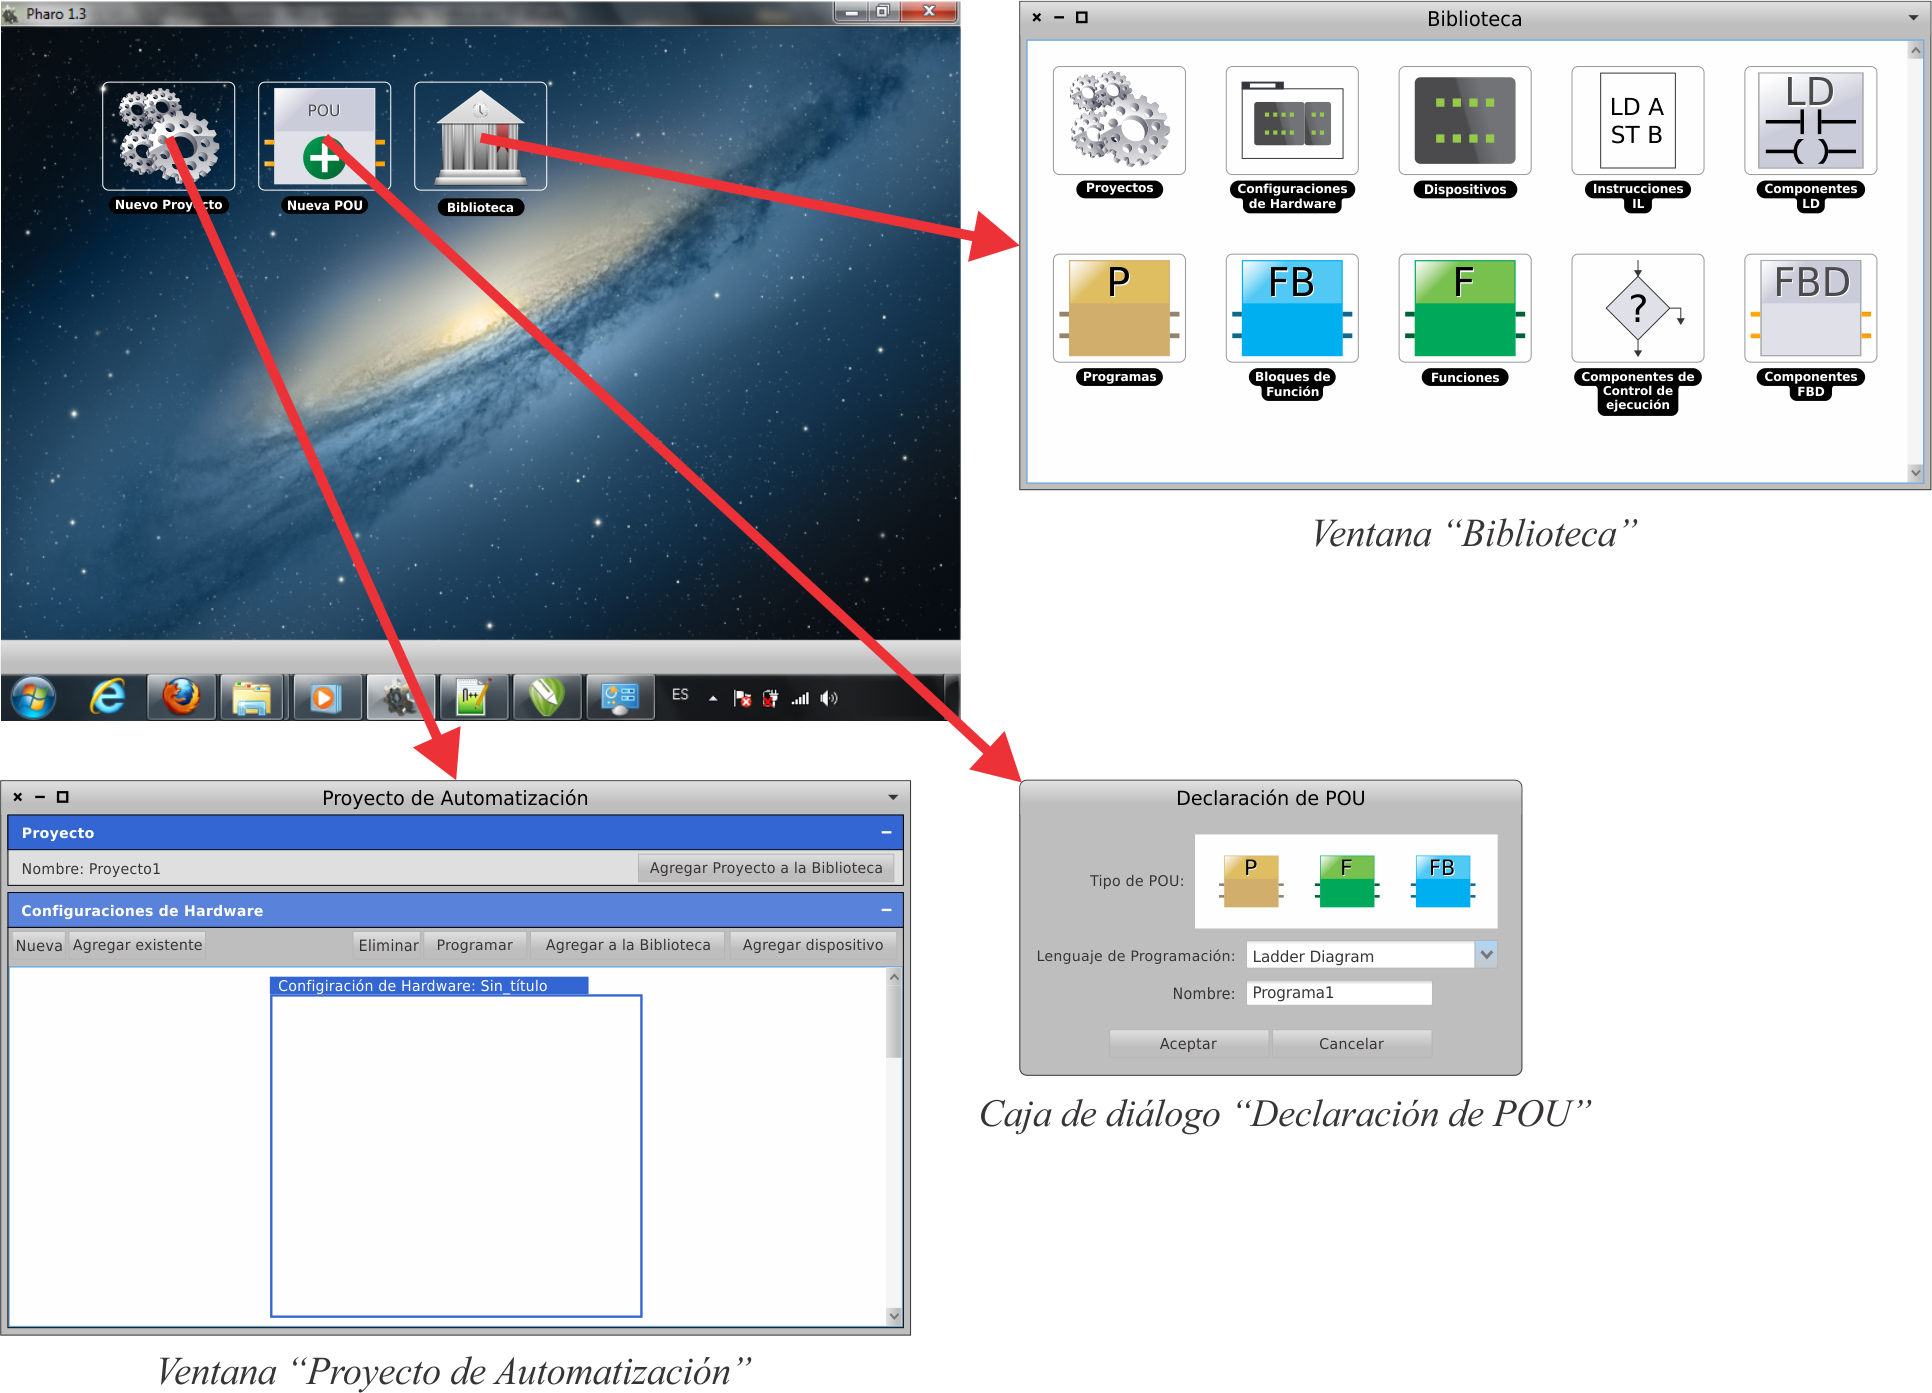 Pharo 1.3
POU
Nuevo Proyecto
Nueva POU
Biblioteca
ES
Biblioteca
LD A
ST B
LD
Proyectos
Configuraciones
de Hardware
Dispositivos
Instrucciones
IL
Componentes
LD
P
FB
F
?
FBD
Programas
Bloques de
Función
Funciones
Componentes de
Control de
ejecución
Componentes
FBD
Ventana “Biblioteca”
Proyecto de Automatización
Proyecto
Nombre: Proyecto1
Agregar Proyecto a la Biblioteca
Configuraciones de Hardware
Nueva
Agregar existente
Eliminar
Programar
Agregar a la Biblioteca
Agregar dispositivo
Configiración de Hardware: Sin_título
Ventana “Proyecto de Automatización”
Declaración de POU
Tipo de POU:
P
F
FB
Lenguaje de Programación:
Ladder Diagram
Nombre:
Programa1
Aceptar
Cancelar
Caja de diálogo “Declaración de POU”